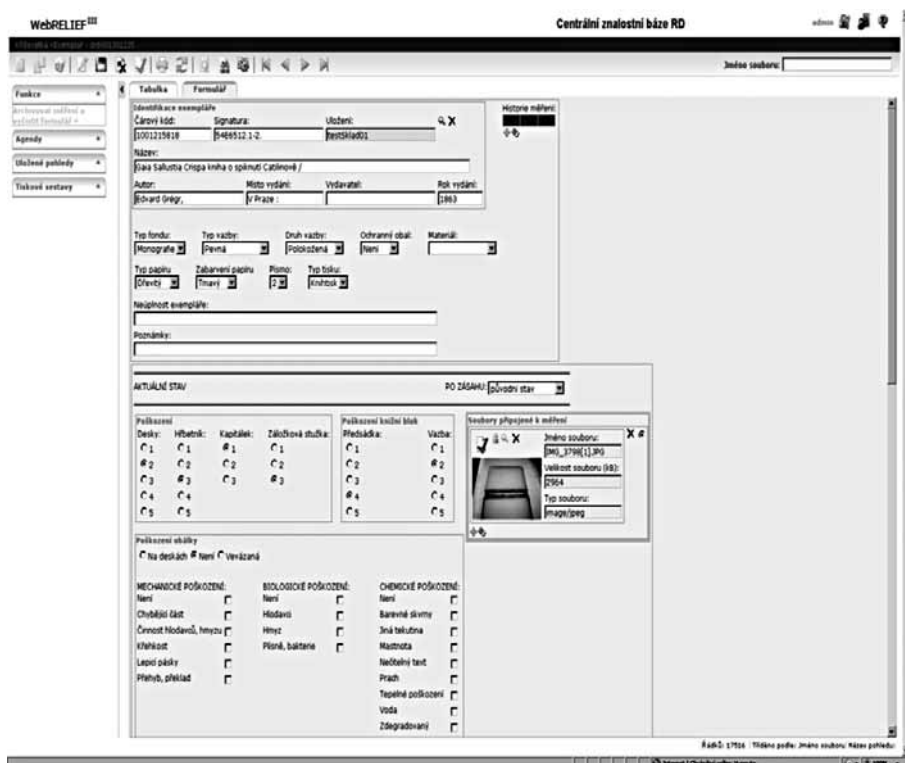 WebRELIEF III
Centrální znalostní báze RD
admin
Jméno souboru:
Funkce
Archivovat měření a
vyčistit formulář »
Agendy
Uložené pohledy
Tiskové sestavy
Tabulka Formulář
Identifikace exempláře
Historie měření:
Čárový kód: Signatura: Uložení:
1001215818 54G6512.1-2. testSklad01
Název:
Gaia Sallustia Crispa kniha o spiknutí Catilinově /
Autor: Místo vydání: Vydavatel: Rok vydání:
Edvard Grégr, V Praze : 1863
Typ fondu: Typ vazby: Druh vazby: Ochranný obal: Materiál:
Monografie Pevná Polokožená Není
Typ papíru Zabarvení papíru Písmo: Typ tisku:
Dřevitý Tmavý 2 Knihtisk
Neúplnost exempláře:
Poznámky:
AKTUÁLNÍ STAV PO ZÁSAHU: původní stav
Poškození
Desky: Hřbetník: Kapitálek: Záložková stužka:
1 1 1 1
2 2 2 2
3 3 3 3
4 4
5 5
Poškození knižní blok
Předsádka: Vazba:
1 1
2 2
3 3
4 4
5 5
Soubory připojené k měření
Jméno souboru:
IMG_3798[1].JPG
Velikost souboru (kB):
2964
Typ souboru:
image/jpeg
Poškození obálky
Na deskách Není Vevázaná
MECHANICKÉ POŠKOZENÍ:
Není
Chybějící část
Činnost hlodavců, hmyzu
Křehkost
Lepicí pásky
Přehyb, překlad
BIOLOGICKÉ POŠKOZENÍ:
Není
Hlodavci
Hmyz
Plísně, bakterie
CHEMICKÉ POŠKOZENÍ:
Není
Barevné skvrny
Jiná tekutina
Mastnota
Nečitelný text
Prach
Tepelné poškození
Voda
Zdegradovaný
Řádků: 17516 Tříděno podle: Jméno souboru Název pohledu: